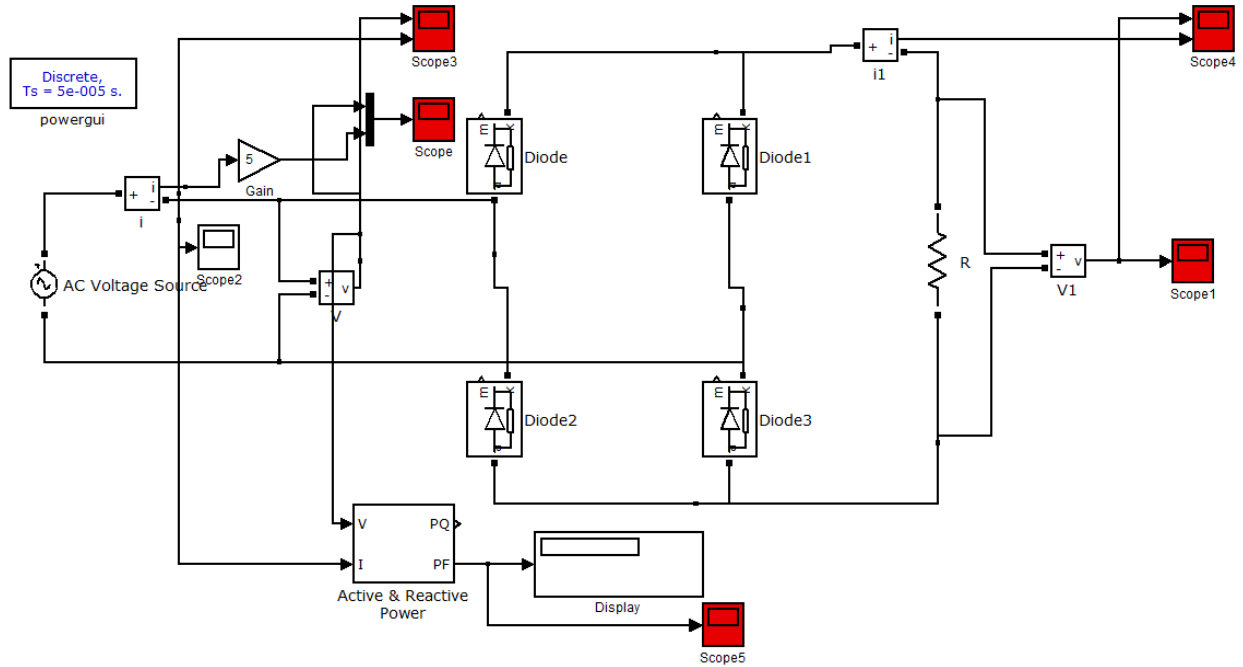 Scope3
Scope4
Discrete,
Ts = 5e-005 s.
powergui
Scope
5
Gain
+
i
-
i
Scope2
AC Voltage Source
+
-
v
V
m
k
a
Diode
m
k
a
Diode1
+
i
-
i1
R
+
-
v
V1
Scope1
m
k
a
Diode2
m
k
a
Diode3
V
PQ
I
PF
Active & Reactive
Power
Display
Scope5